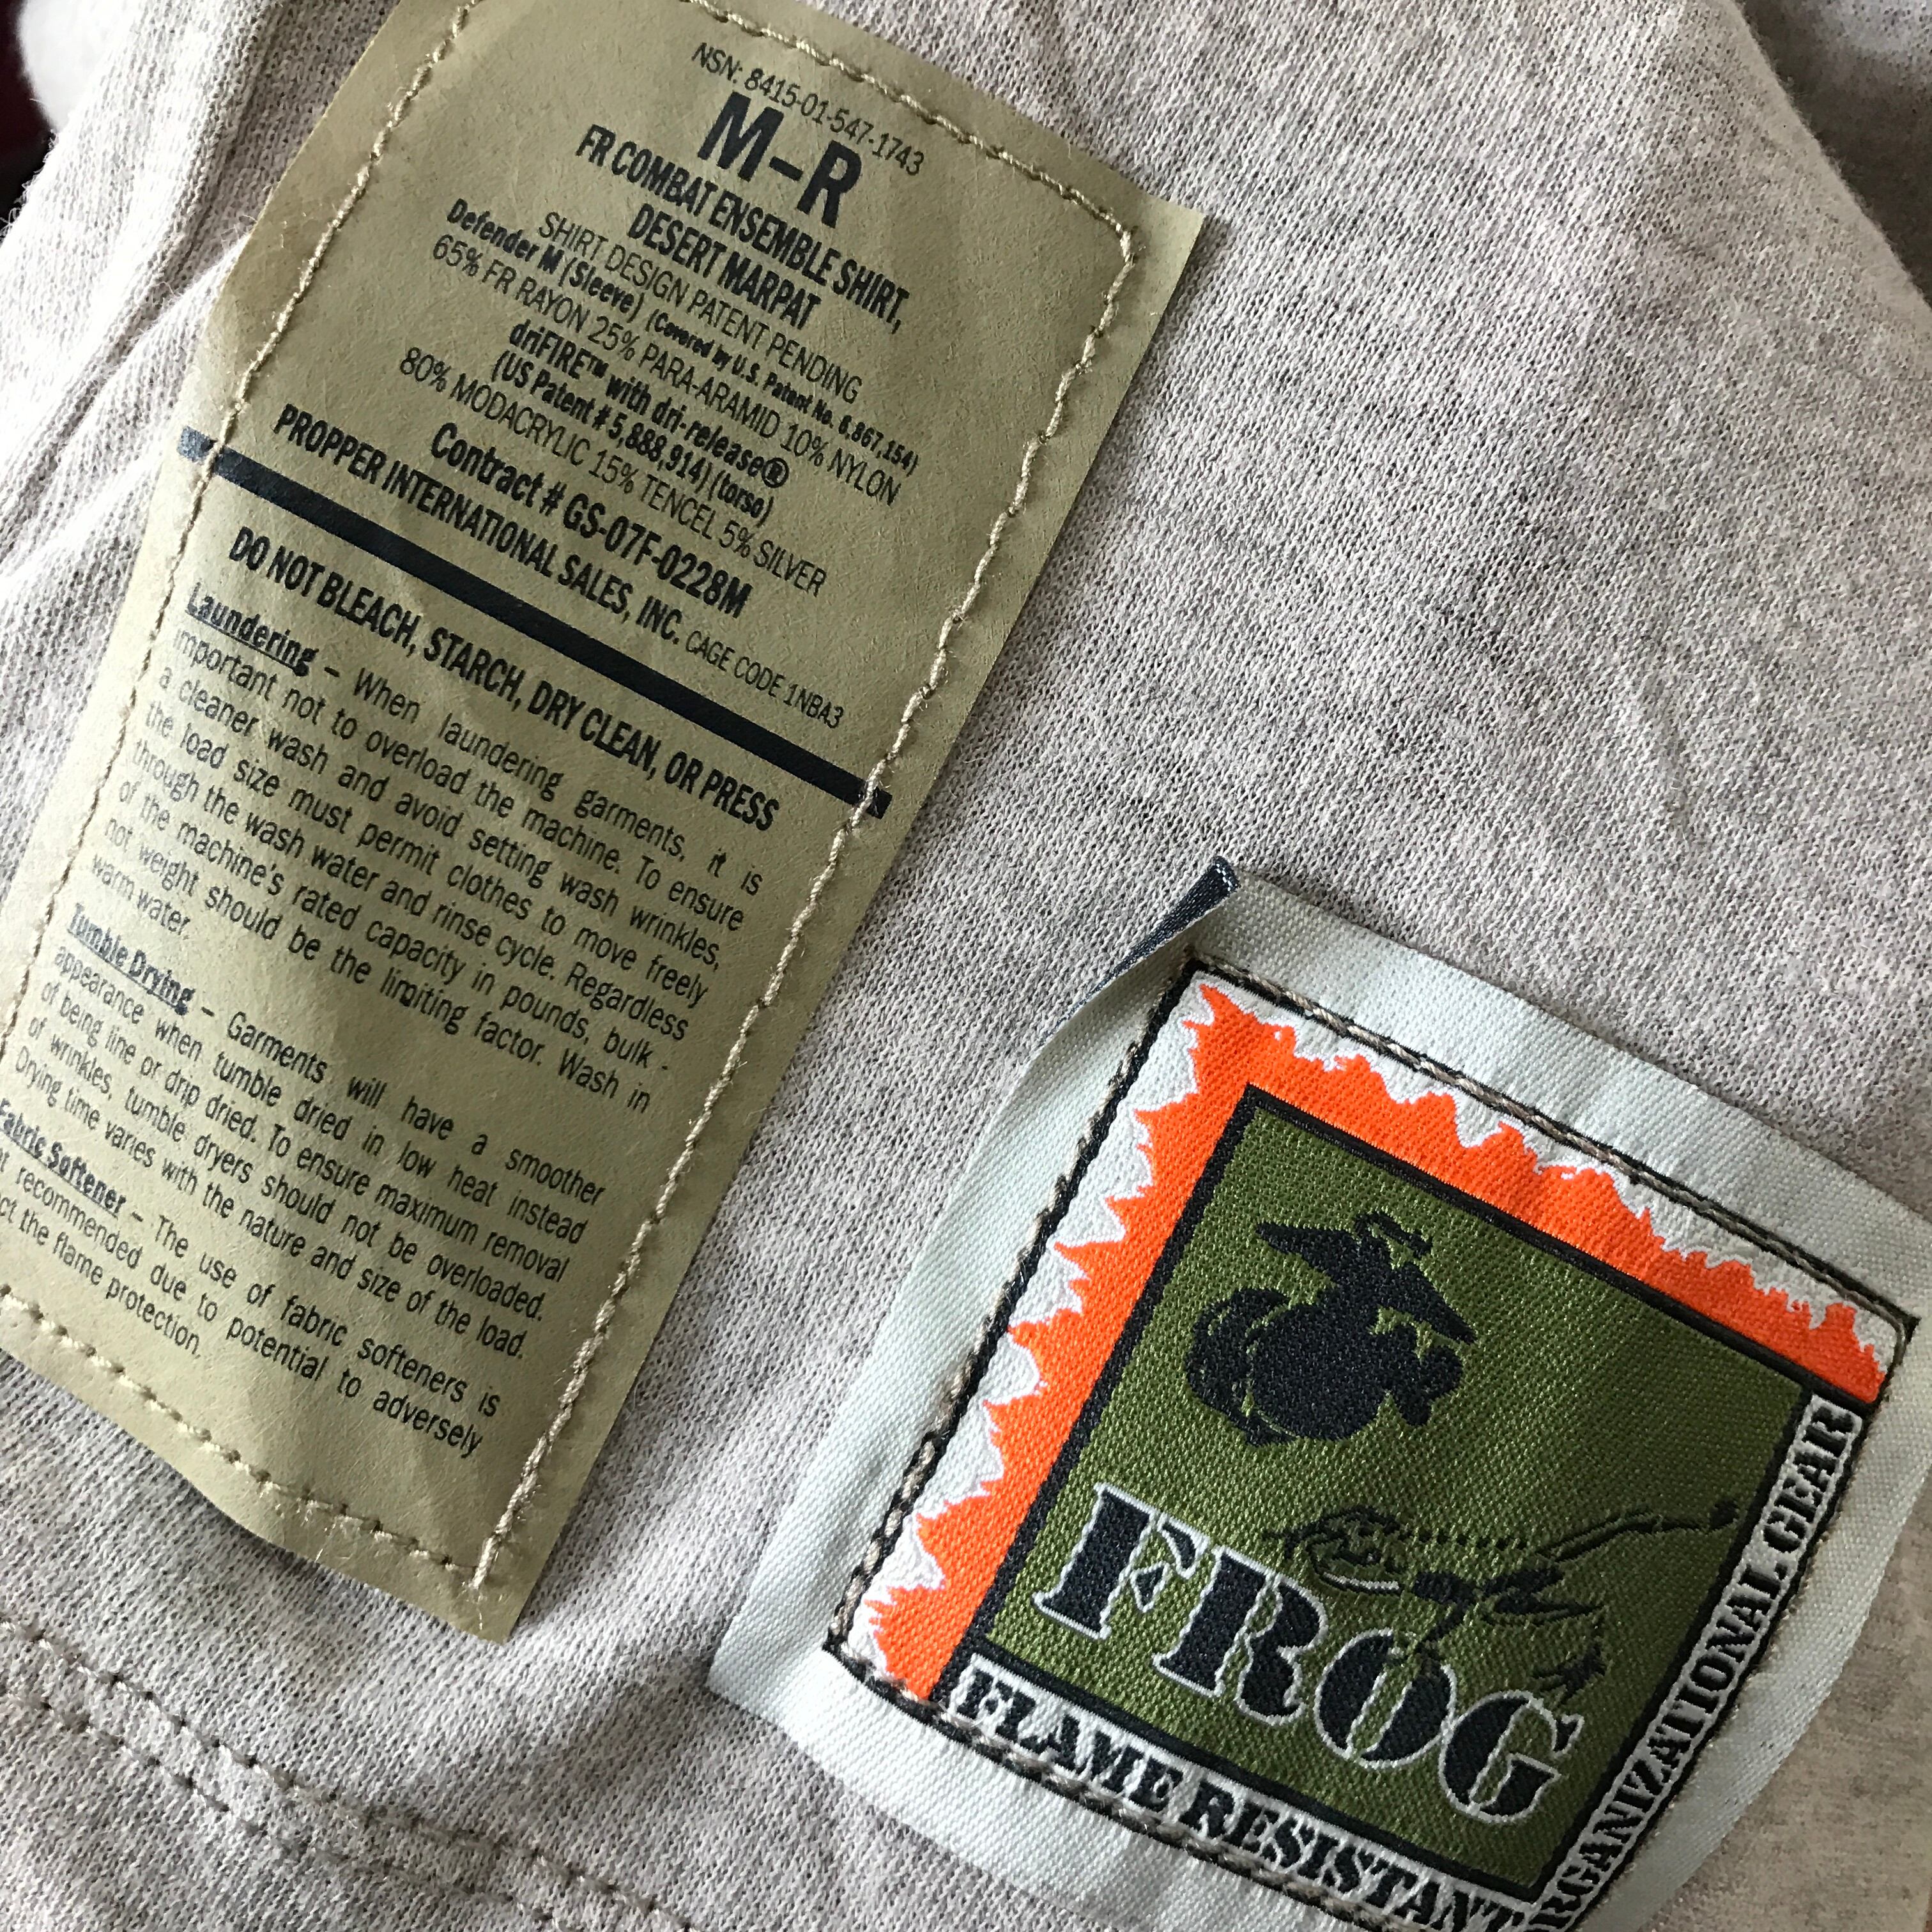 NSN: 8415-01-547-1743
M-R
FR COMBAT ENSEMBLE SHIRT,
DESERT MARPAT
SHIRT DESIGN PATENT PENDING
Defender M (Sleeve) (Covered by U.S. Patent No. 6,867,154)
65% FR RAYON 25% PARA-ARAMID 10% NYLON
driFIRE™ with dri-release®
(US Patent # 5,888,914) (torso)
80% MODACRYLIC 15% TENCEL 5% SILVER
Contract # GS-07F-0228M
PROPPER INTERNATIONAL SALES, INC. CAGE CODE 1NBA3
DO NOT BLEACH, STARCH, DRY CLEAN, OR PRESS
Laundering – When laundering garments, it is
important not to overload the machine. To ensure
a cleaner wash and avoid setting wash wrinkles,
the load size must permit clothes to move freely
through the wash water and rinse cycle. Regardless
of the machine's rated capacity in pounds, bulk -
not weight should be the limiting factor. Wash in
warm water.
Tumble Drying – Garments will have a smoother
appearance when tumble dried in low heat instead
of being line or drip dried. To ensure maximum removal
of wrinkles, tumble dryers should not be overloaded.
Drying time varies with the nature and size of the load.
Fabric Softener – The use of fabric softeners is
recommended due to potential to adversely
the flame protection.
FROG
FLAME RESISTANT
ORGANIZATIONAL GEAR